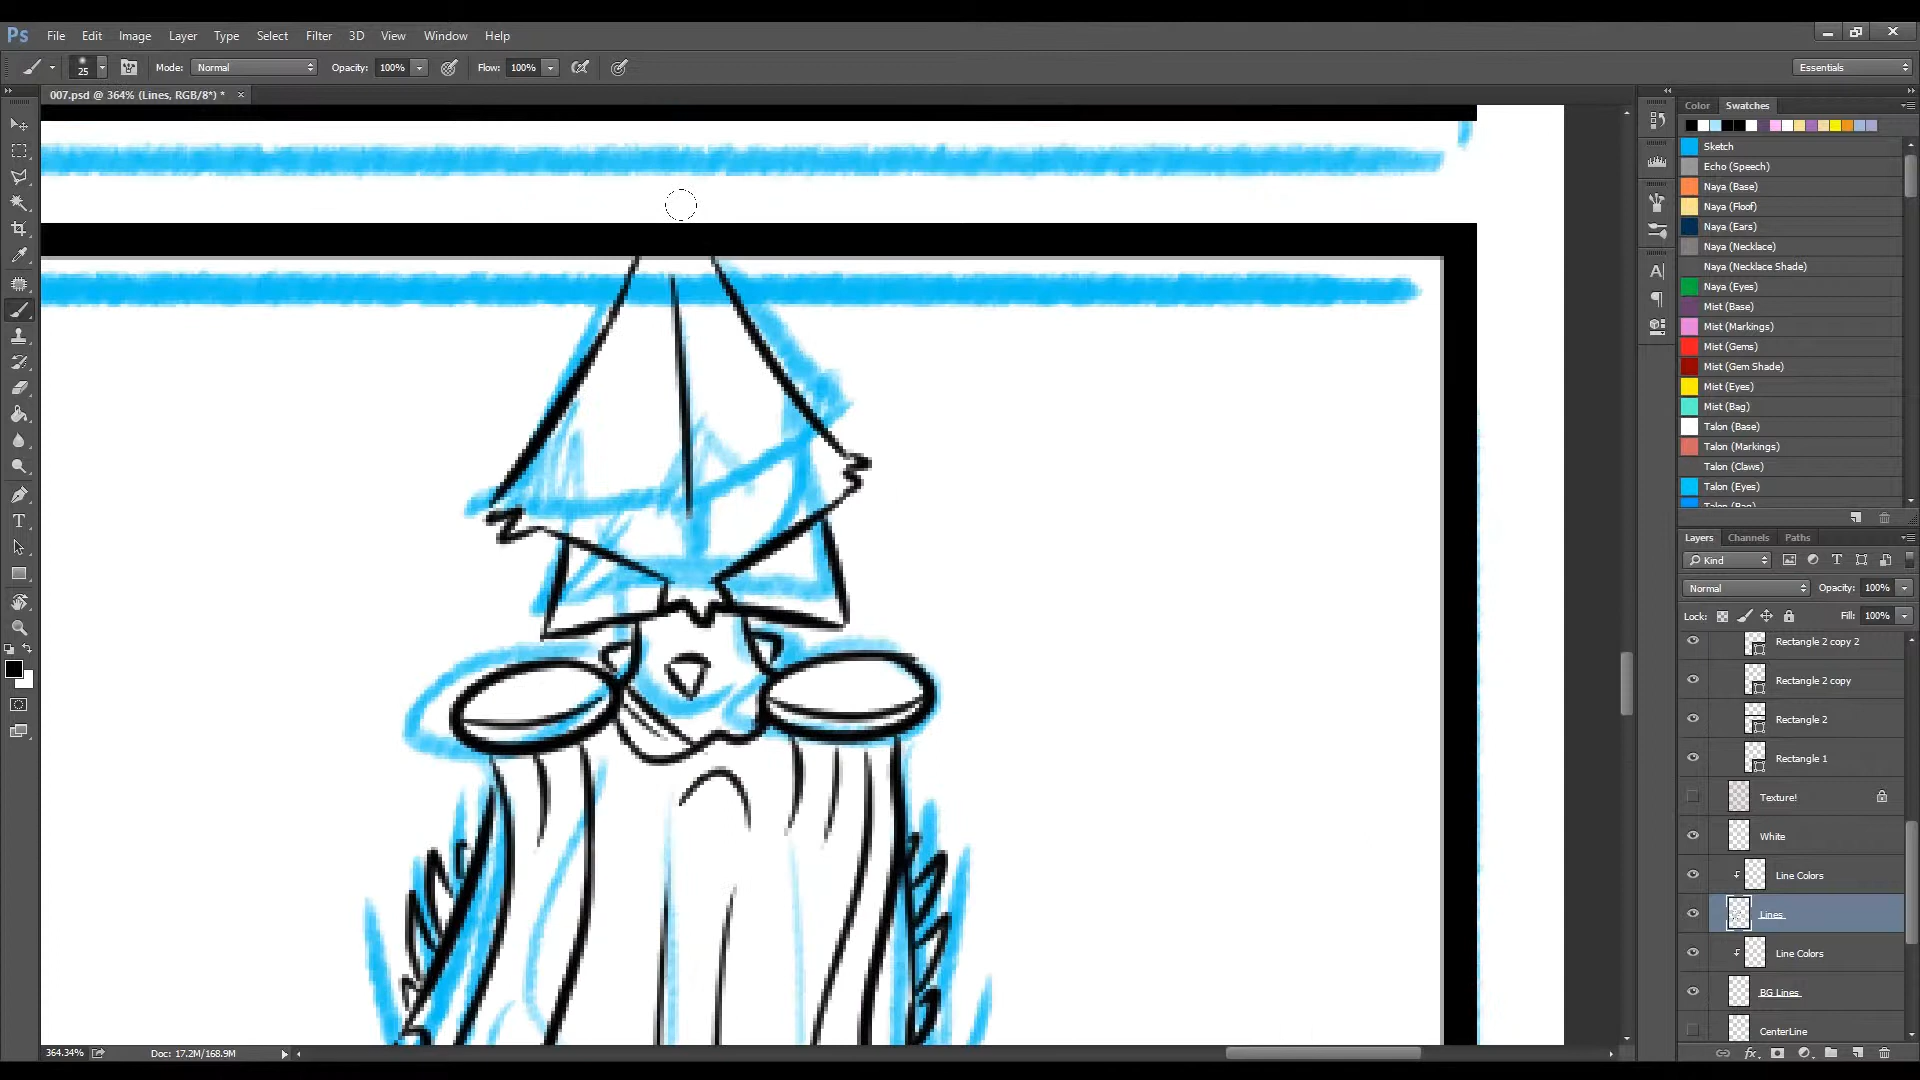 Ps File Edit Image Layer Type Select Filter 3D View Window Help
25 Mode: Normal Opacity: 100% Flow: 100% Essentials
007.psd @ 364% (Lines, RGB/8*) * ×
Color Swatches
Sketch
Echo (Speech)
Naya (Base)
Naya (Floof)
Naya (Ears)
Naya (Necklace)
Naya (Necklace Shade)
Naya (Eyes)
Mist (Base)
Mist (Markings)
Mist (Gems)
Mist (Gem Shade)
Mist (Eyes)
Mist (Bag)
Talon (Base)
Talon (Markings)
Talon (Claws)
Talon (Eyes)
Talon (Bag)
Layers Channels Paths
Kind
Normal Opacity: 100%
Lock: Fill: 100%
Rectangle 2 copy 2
Rectangle 2 copy
Rectangle 2
Rectangle 1
Texture!
White
Line Colors
Lines
Line Colors
BG Lines
CenterLine
364.34% Doc: 17.2M/168.9M